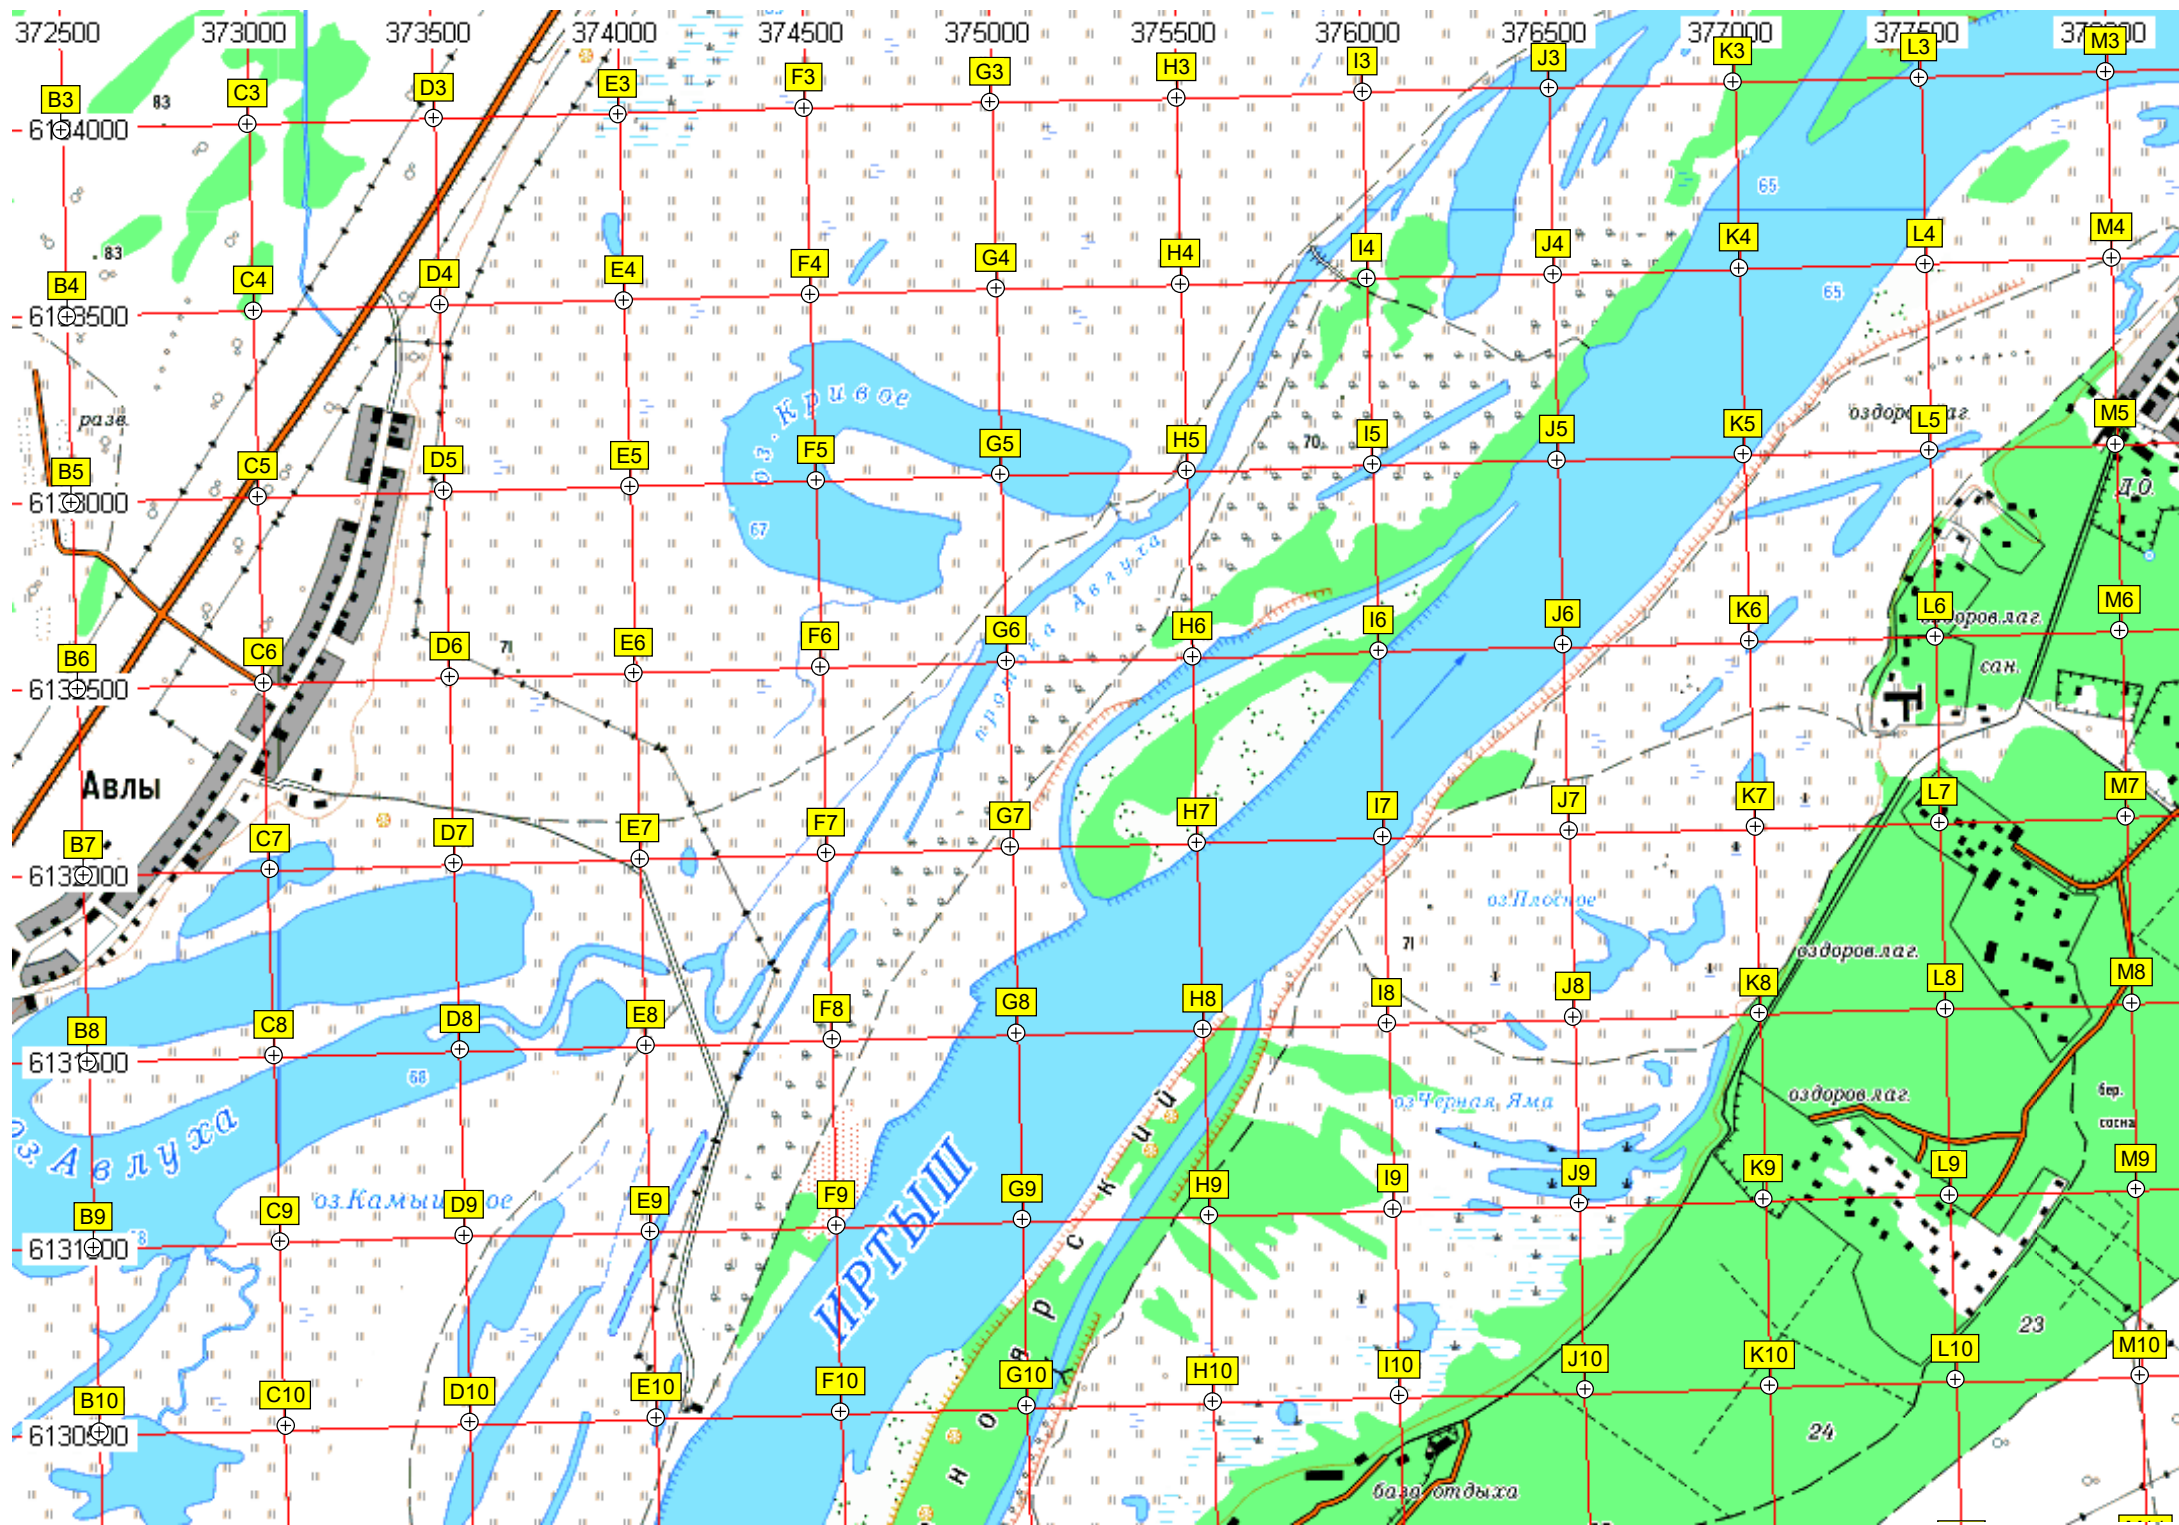 372500 373000 373500 374000 374500 375000 375500 376000 376500 377000 377500
B3 C3 D3 E3 F3 G3 H3 I3 J3 K3 L3 M3
83
65
83
B4 C4 D4 E4 F4 G4 H4 I4 J4 K4 L4 M4
65
оз. Кривое
разв.
70
B5 C5 D5 E5 F5 G5 H5 I5 J5 K5 L5 M5
Д.О.
67
протока Авлуха
B6 C6 D6 E6 F6 G6 H6 I6 J6 K6 L6 M6
71
сан.
Авлы
B7 C7 D7 E7 F7 G7 H7 I7 J7 K7 L7 M7
оз.Плоское
71
оздоров.лаг.
B8 C8 D8 E8 F8 G8 H8 I8 J8 K8 L8 M8
68
оз.Черная Яма
оздоров.лаг.
бер.
сосна
оз. Авлуха
B9 C9 D9 E9 F9 G9 H9 I9 J9 K9 L9 M9
ИРТЫШ
23
B10 C10 D10 E10 F10 G10 H10 I10 J10 K10 L10 M10
24
база отдыха